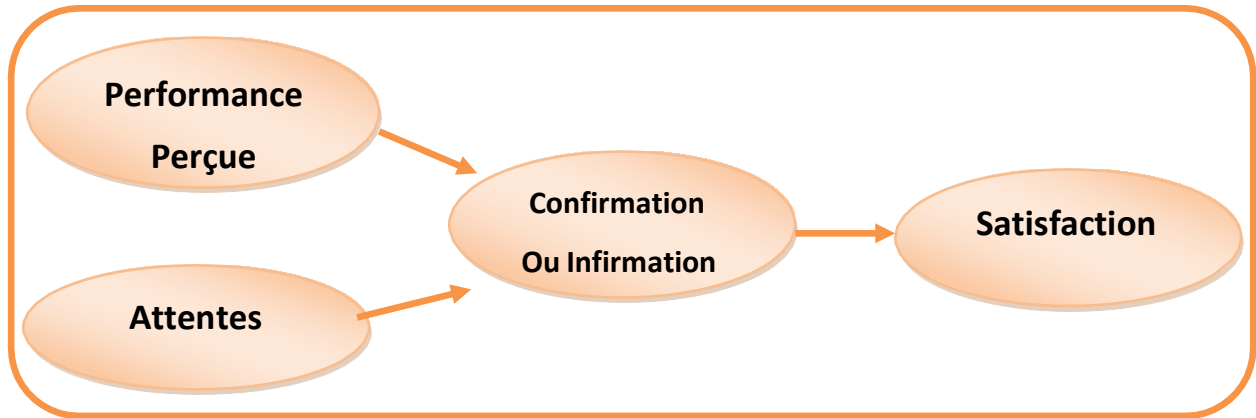 Performance
Perçue
Confirmation
Ou Infirmation
Satisfaction
Attentes